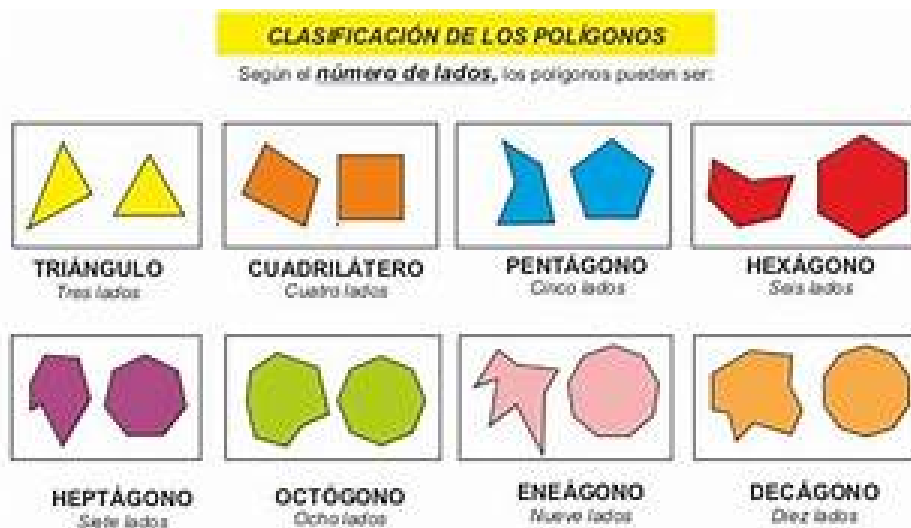 CLASIFICACIÓN DE LOS POLÍGONOS
Según el número de lados, los polígonos pueden ser:
TRIÁNGULO
Tres lados
CUADRILÁTERO
Cuatro lados
PENTÁGONO
Cinco lados
HEXÁGONO
Seis lados
HEPTÁGONO
Siete lados
OCTÓGONO
Ocho lados
ENEÁGONO
Nueve lados
DECÁGONO
Diez lados